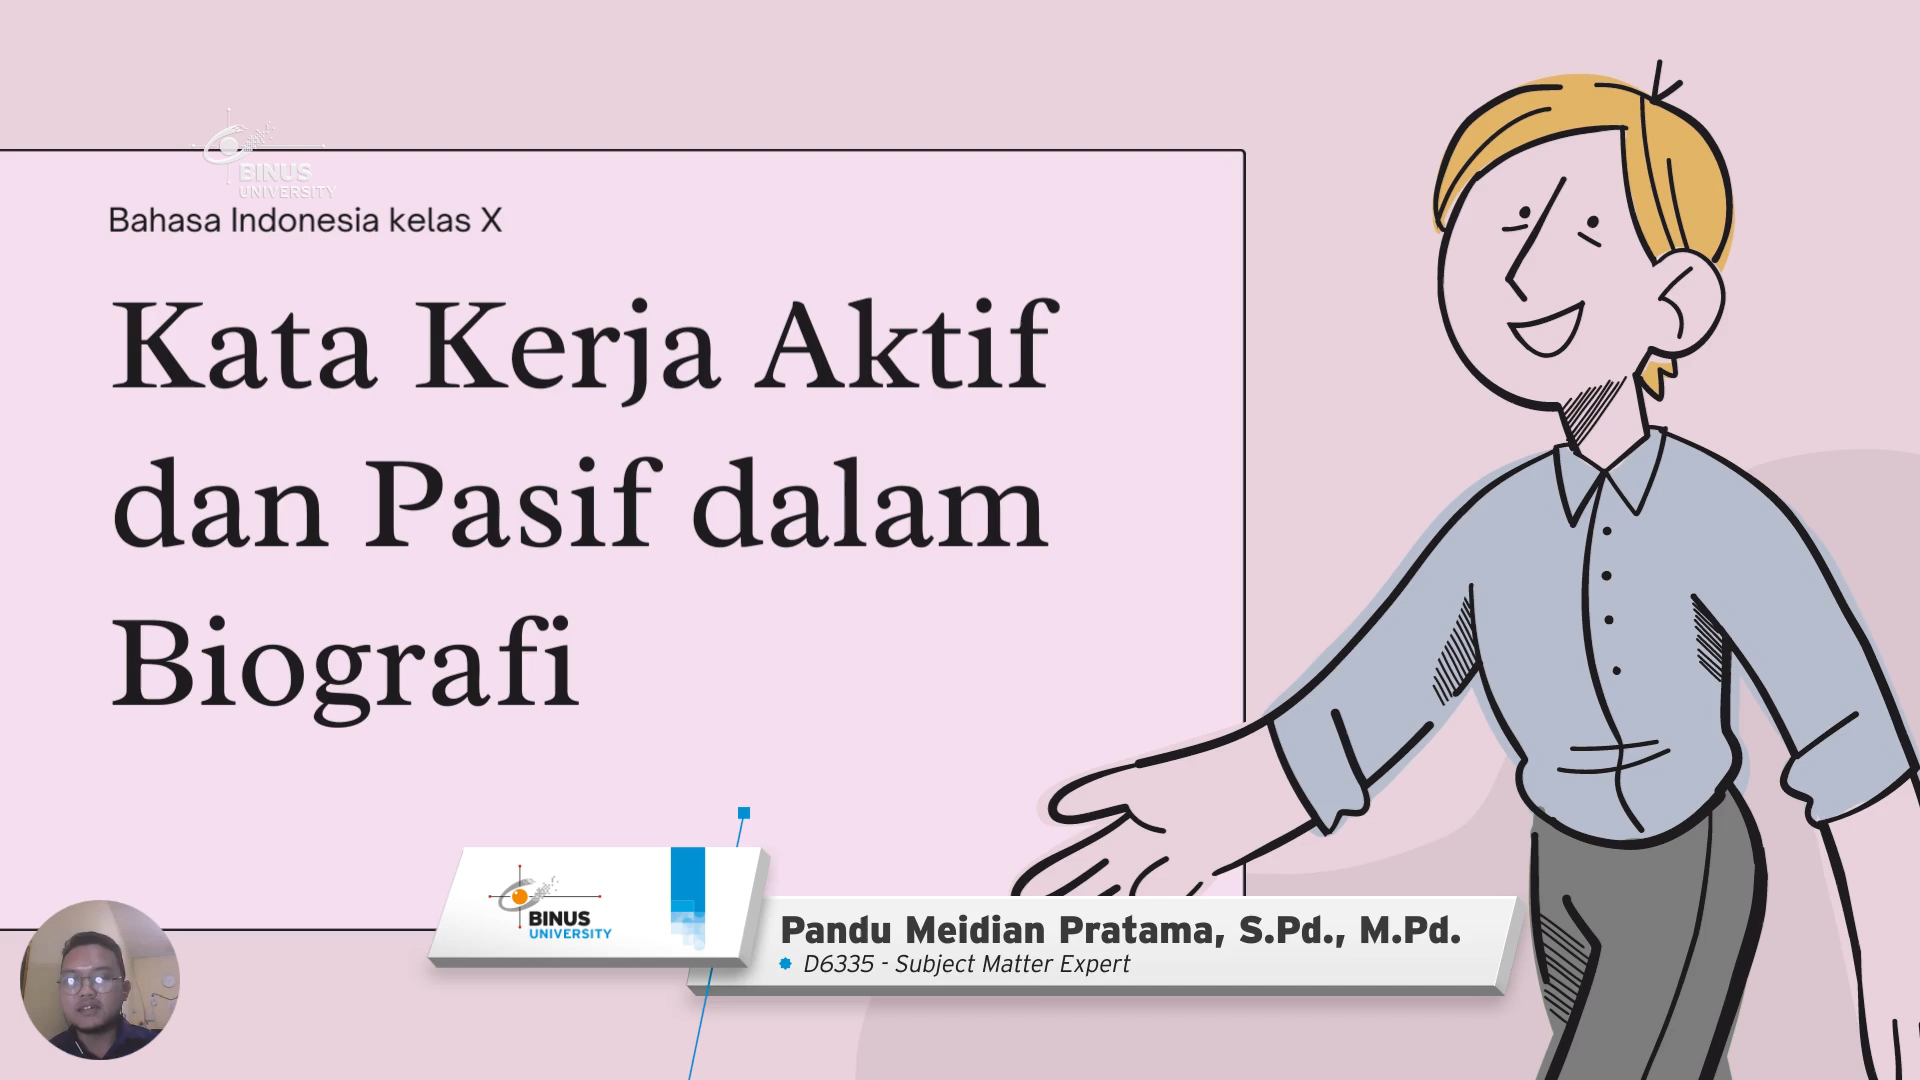 BINUS
UNIVERSITY
Bahasa Indonesia kelas X
Kata Kerja Aktif
dan Pasif dalam
Biografi
BINUS
UNIVERSITY
Pandu Meidian Pratama, S.Pd., M.Pd.
D6335 - Subject Matter Expert